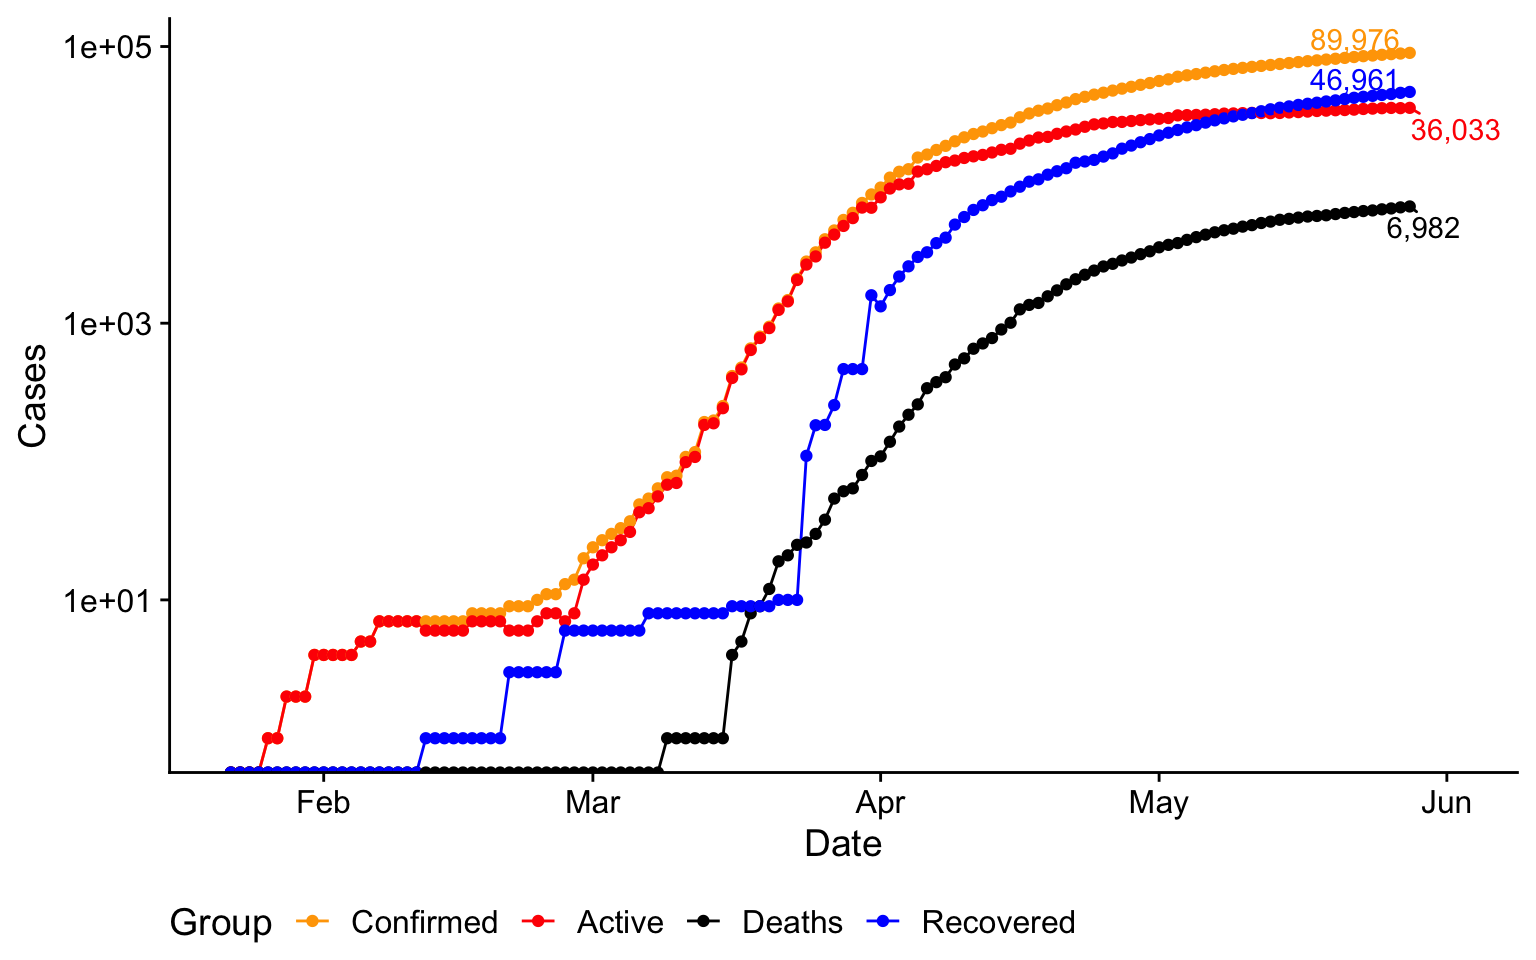 1e+05
1e+03
1e+01
Cases
89,976
46,961
36,033
6,982
Feb Mar Apr May Jun
Date
Group Confirmed Active Deaths Recovered